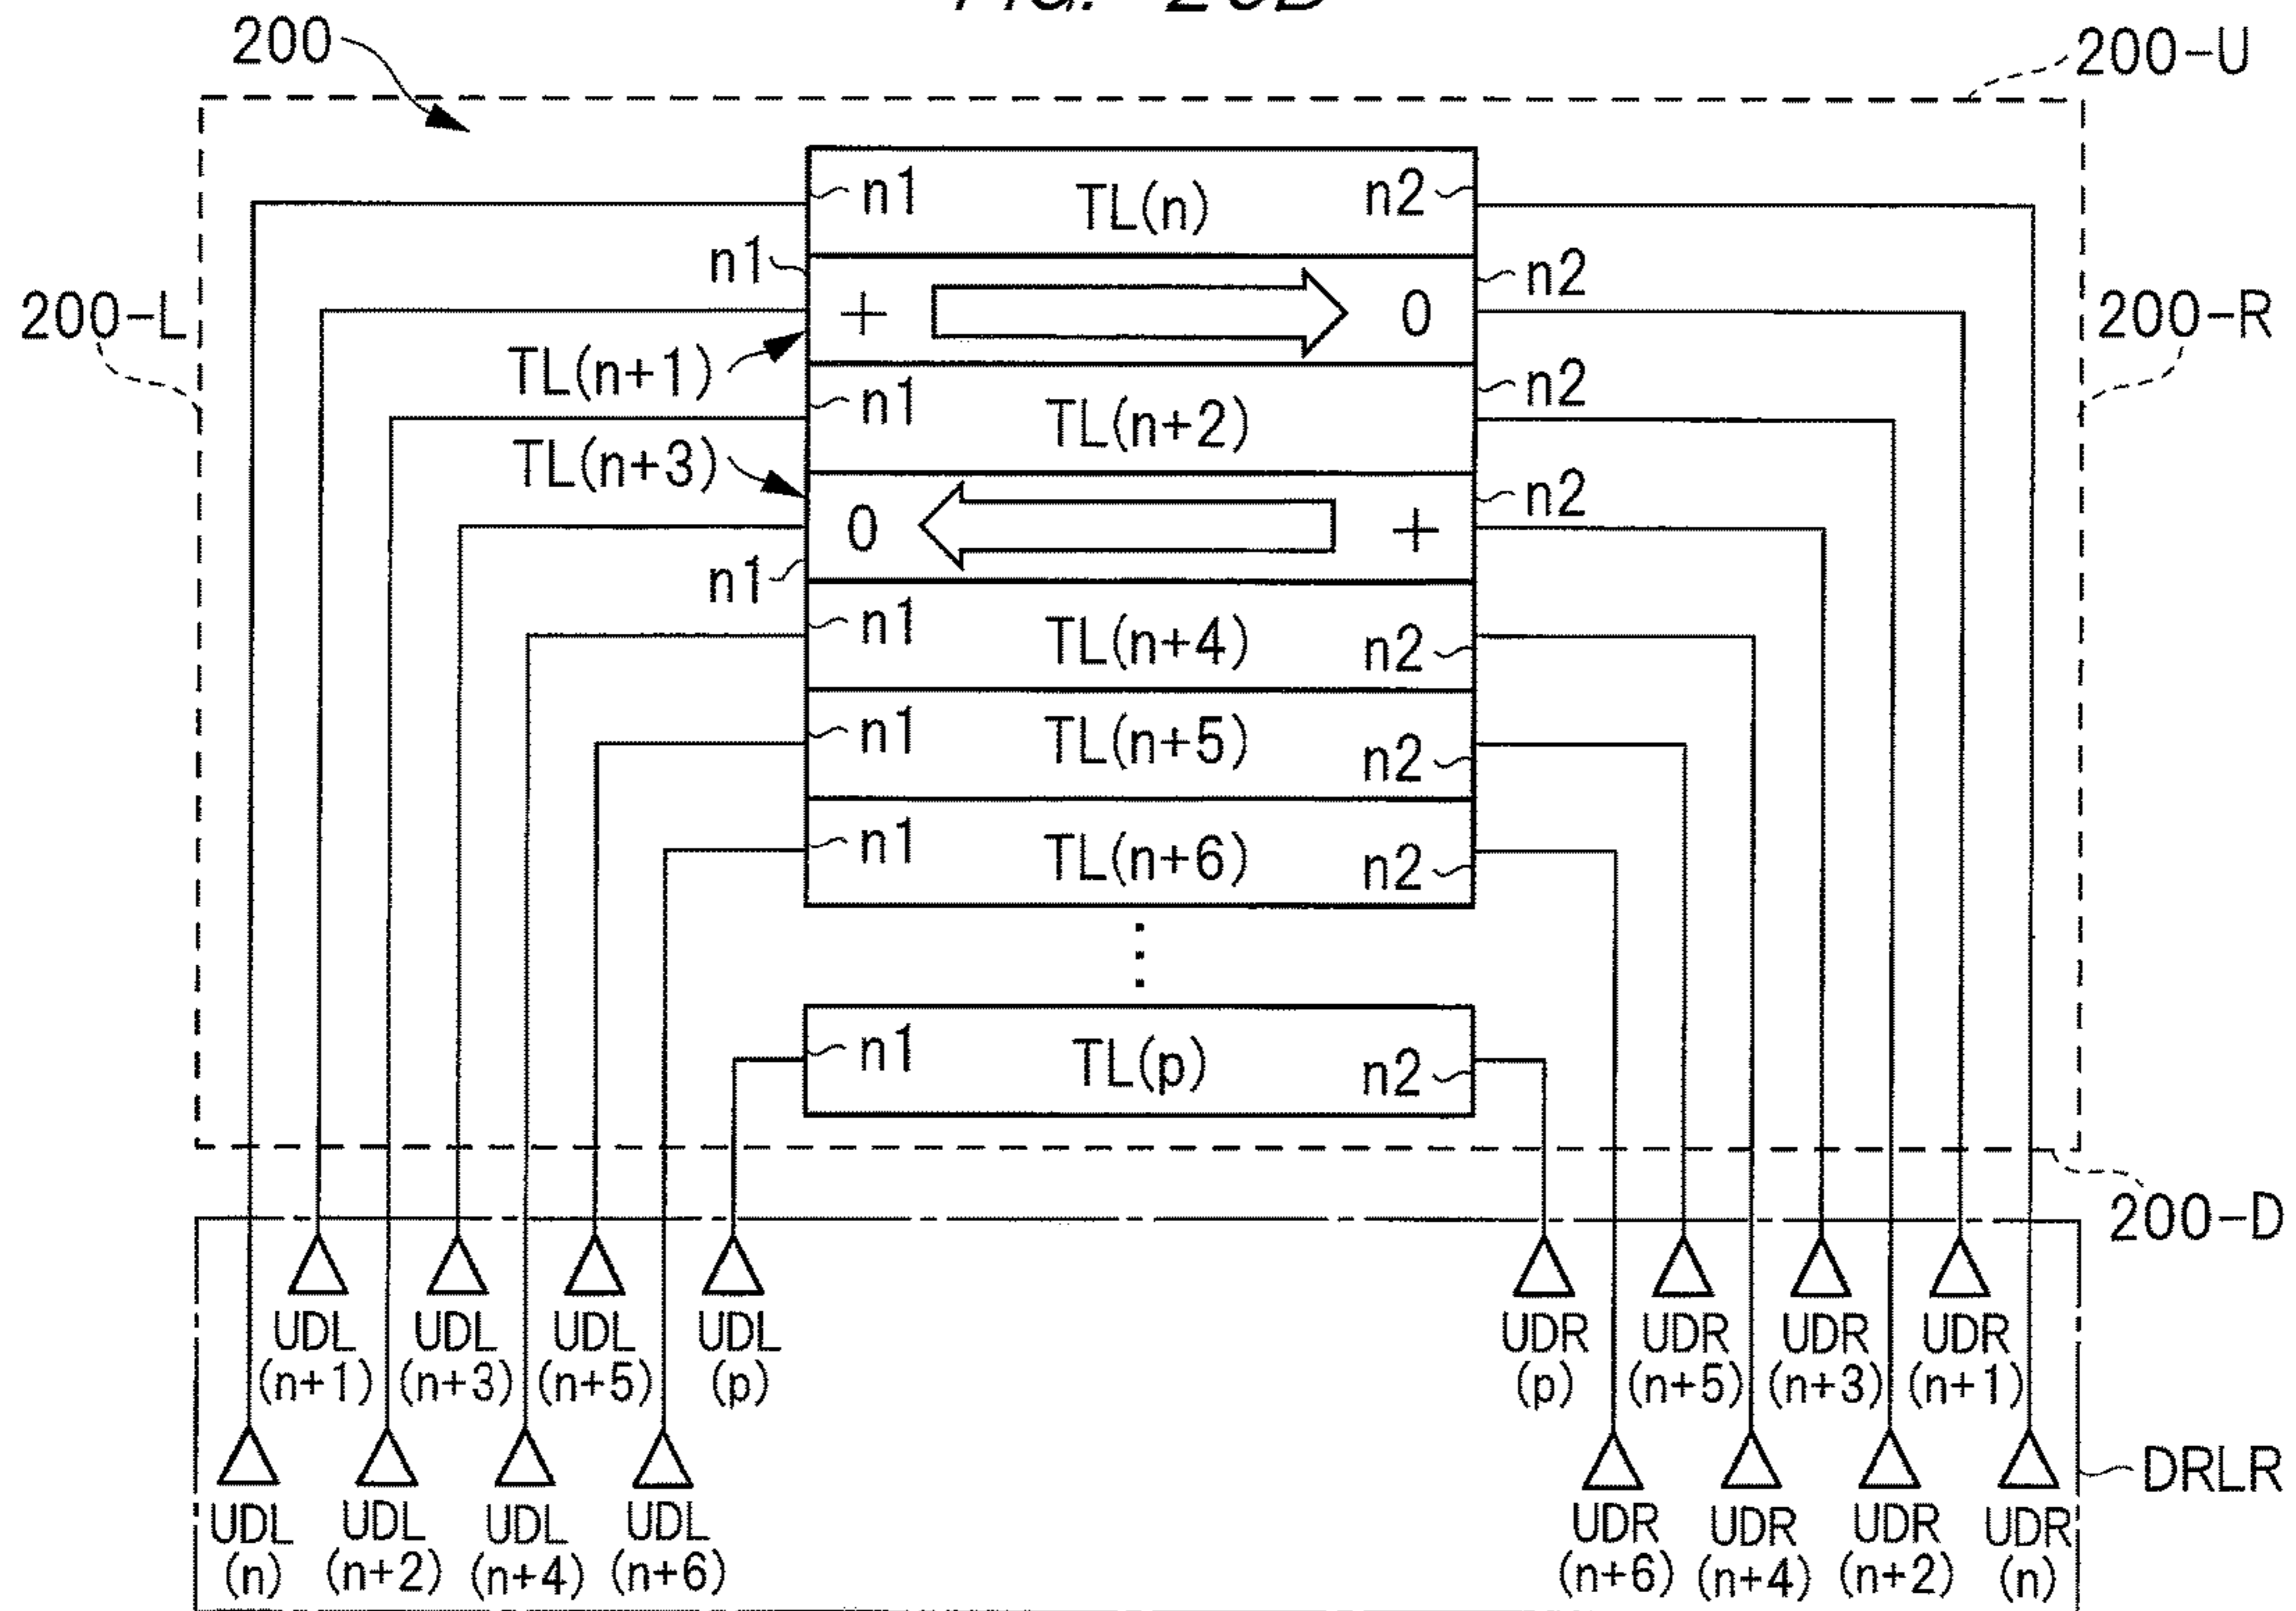 200
200-U
n1 TL(n) n2
n1 n2
200-L + 0 200-R
TL(n+1)
n1 TL(n+2) n2
TL(n+3)
0 + n2
n1
n1 TL(n+4) n2
n1 TL(n+5) n2
n1 TL(n+6) n2
n1 TL(p) n2
200-D
UDL UDL UDL UDL UDR UDR UDR UDR
(n+1) (n+3) (n+5) (p) (p) (n+5) (n+3) (n+1)
DRLR
UDL UDL UDL UDL UDR UDR UDR UDR
(n) (n+2) (n+4) (n+6) (n+6) (n+4) (n+2) (n)